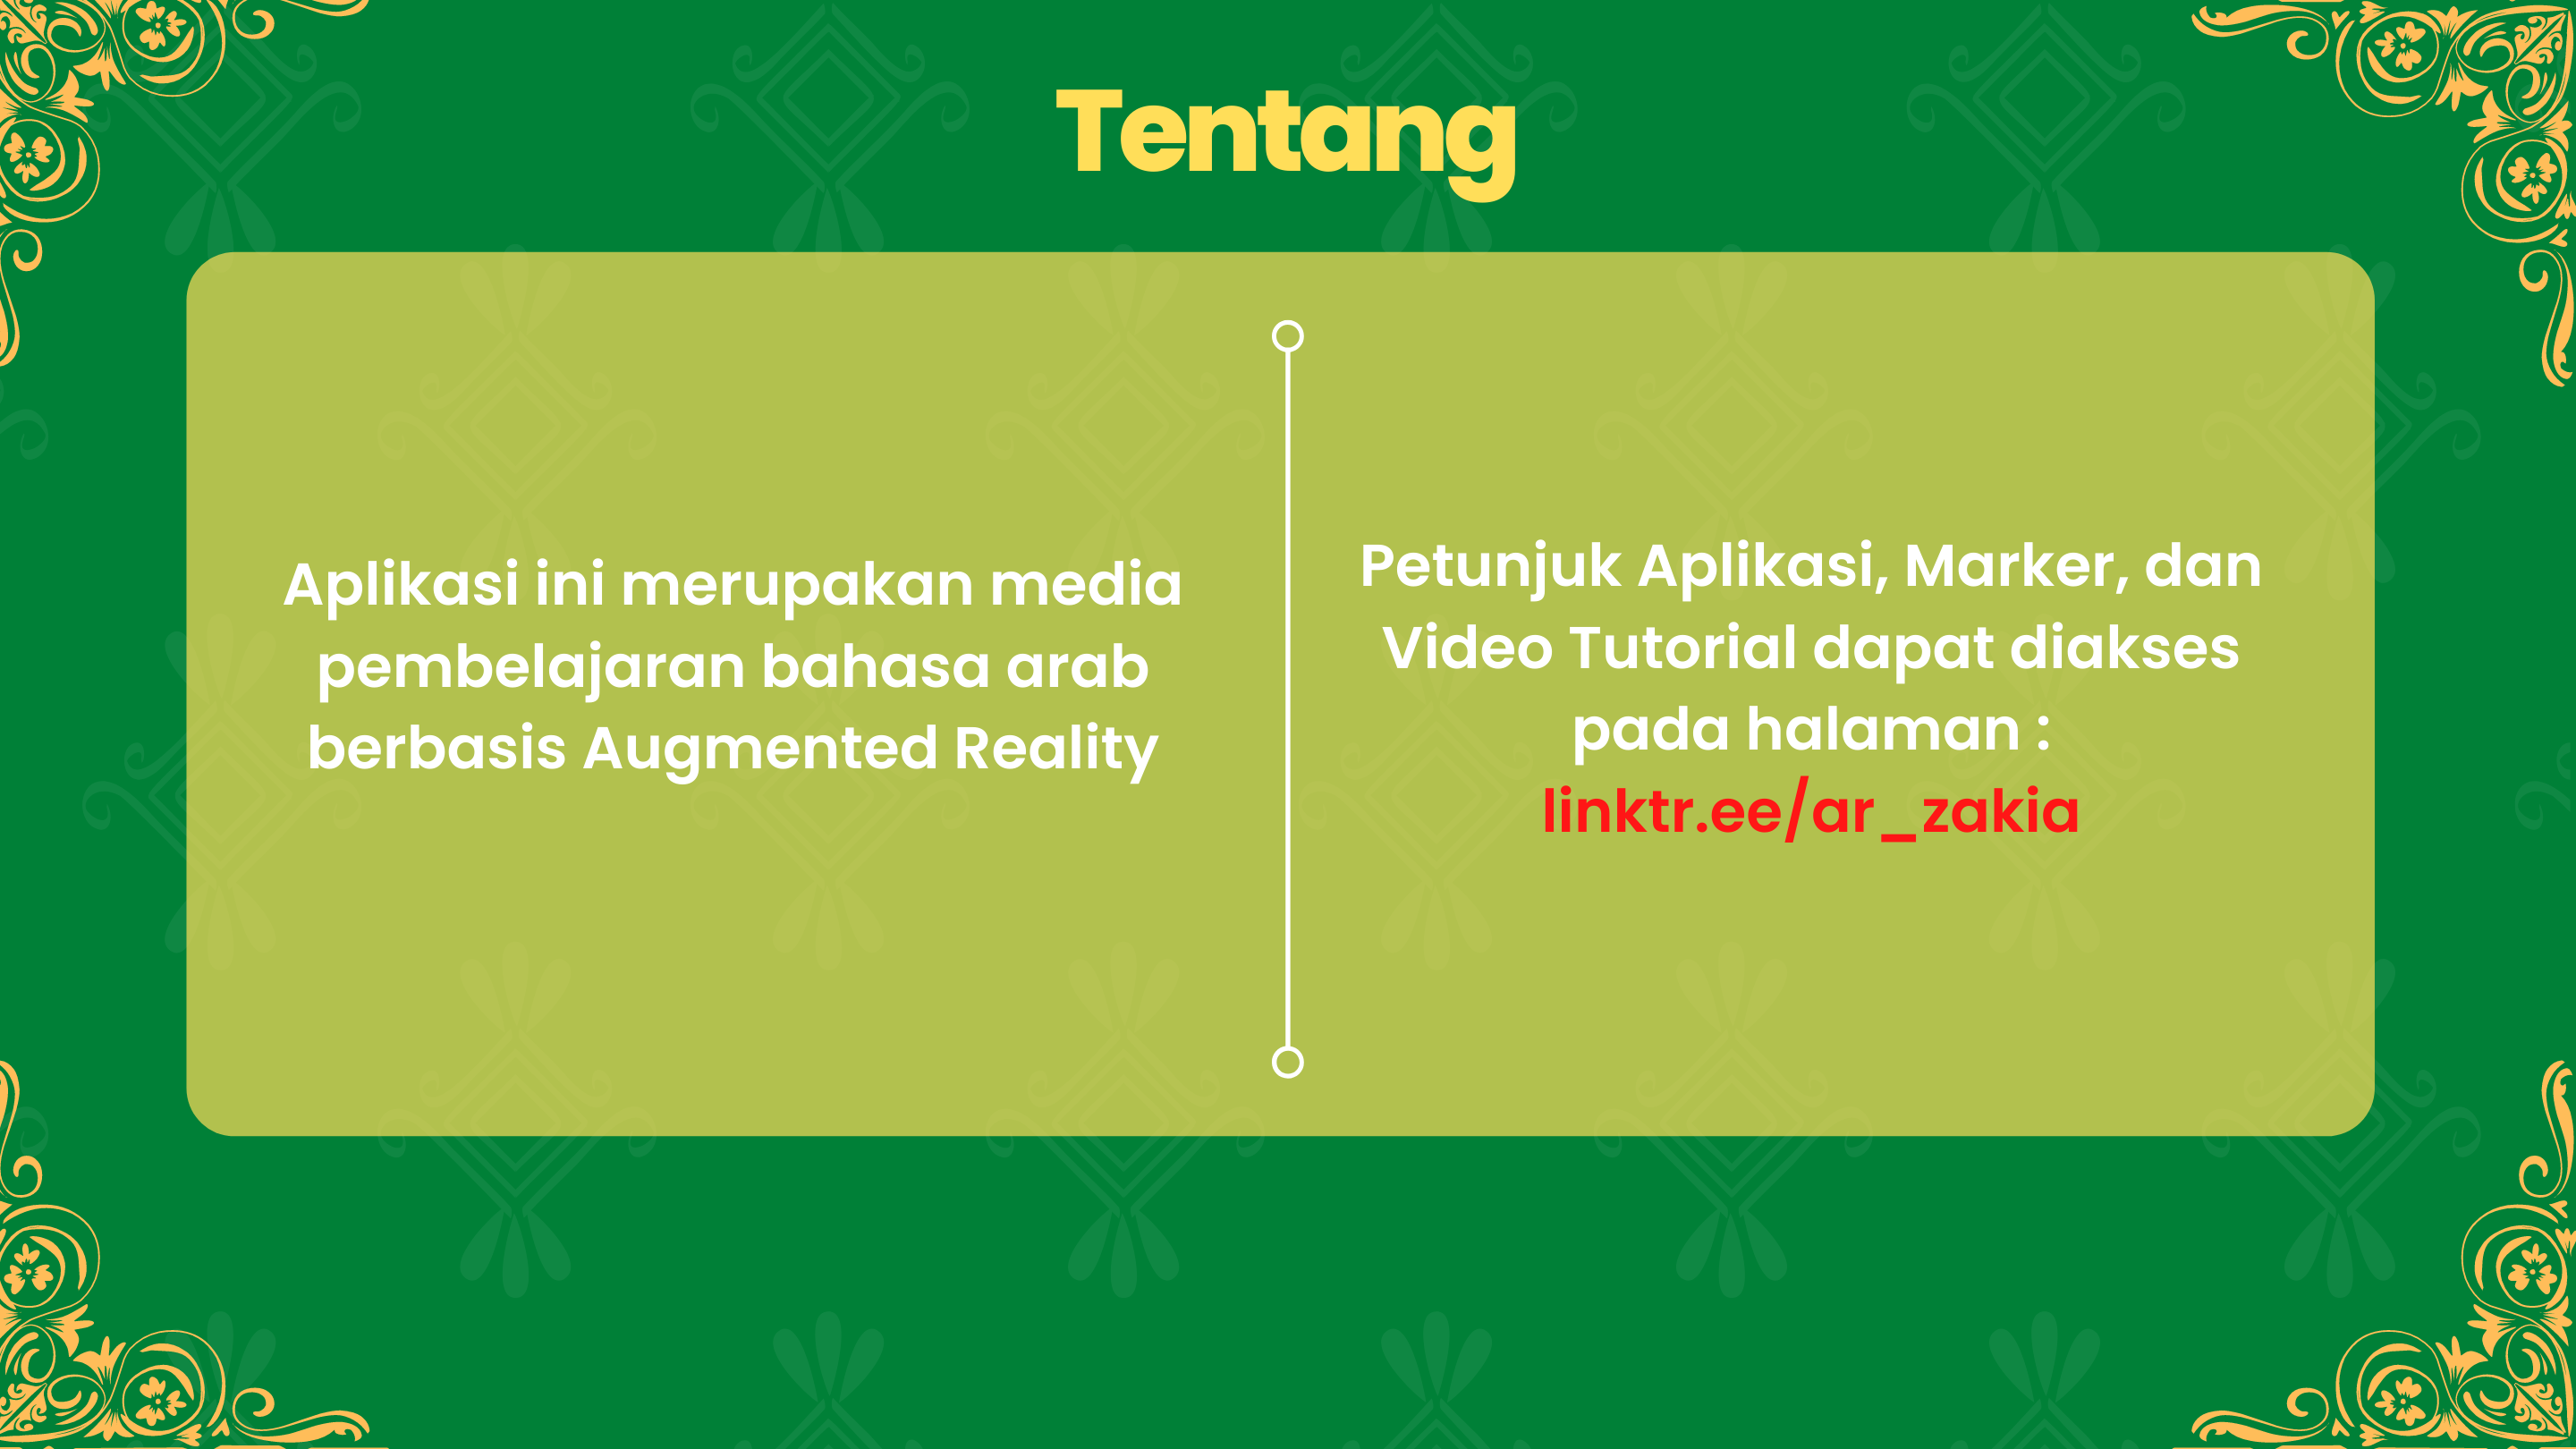 Tentang
Aplikasi ini merupakan media
pembelajaran bahasa arab
berbasis Augmented Reality
Petunjuk Aplikasi, Marker, dan
Video Tutorial dapat diakses
pada halaman :
linktr.ee/ar_zakia